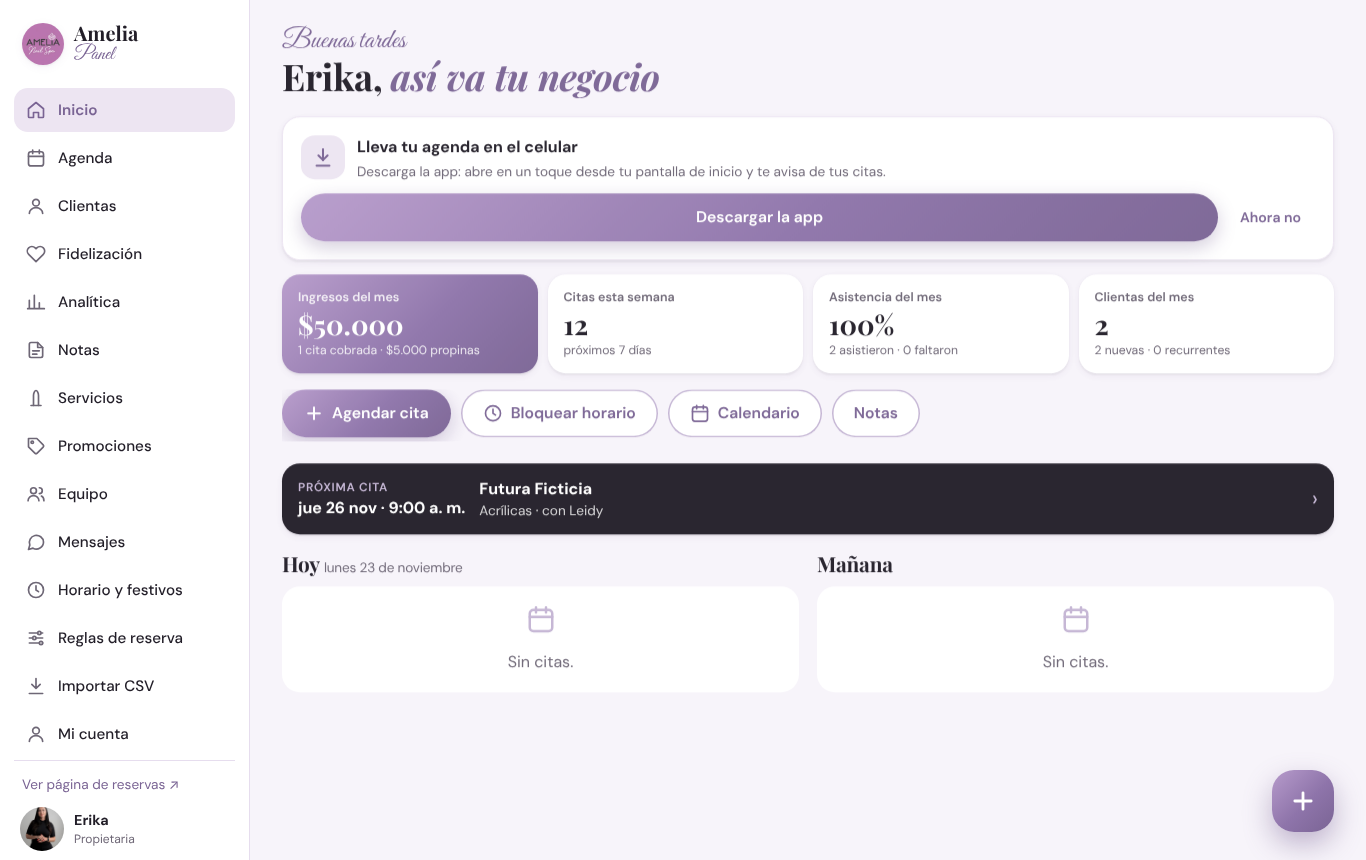 AMELIA
Nail Spa
Amelia
Panel
Inicio
Agenda
Clientas
Fidelización
Analítica
Notas
Servicios
Promociones
Equipo
Mensajes
Horario y festivos
Reglas de reserva
Importar CSV
Mi cuenta
Ver página de reservas ↗
Erika
Propietaria
Buenas tardes
Erika, así va tu negocio
Lleva tu agenda en el celular
Descarga la app: abre en un toque desde tu pantalla de inicio y te avisa de tus citas.
Descargar la app
Ahora no
Ingresos del mes
$50.000
1 cita cobrada · $5.000 propinas
Citas esta semana
12
próximos 7 días
Asistencia del mes
100%
2 asistieron · 0 faltaron
Clientas del mes
2
2 nuevas · 0 recurrentes
Agendar cita
Bloquear horario
Calendario
Notas
PRÓXIMA CITA
jue 26 nov · 9:00 a. m.
Futura Ficticia
Acrílicas · con Leidy
›
Hoy lunes 23 de noviembre
Sin citas.
Mañana
Sin citas.